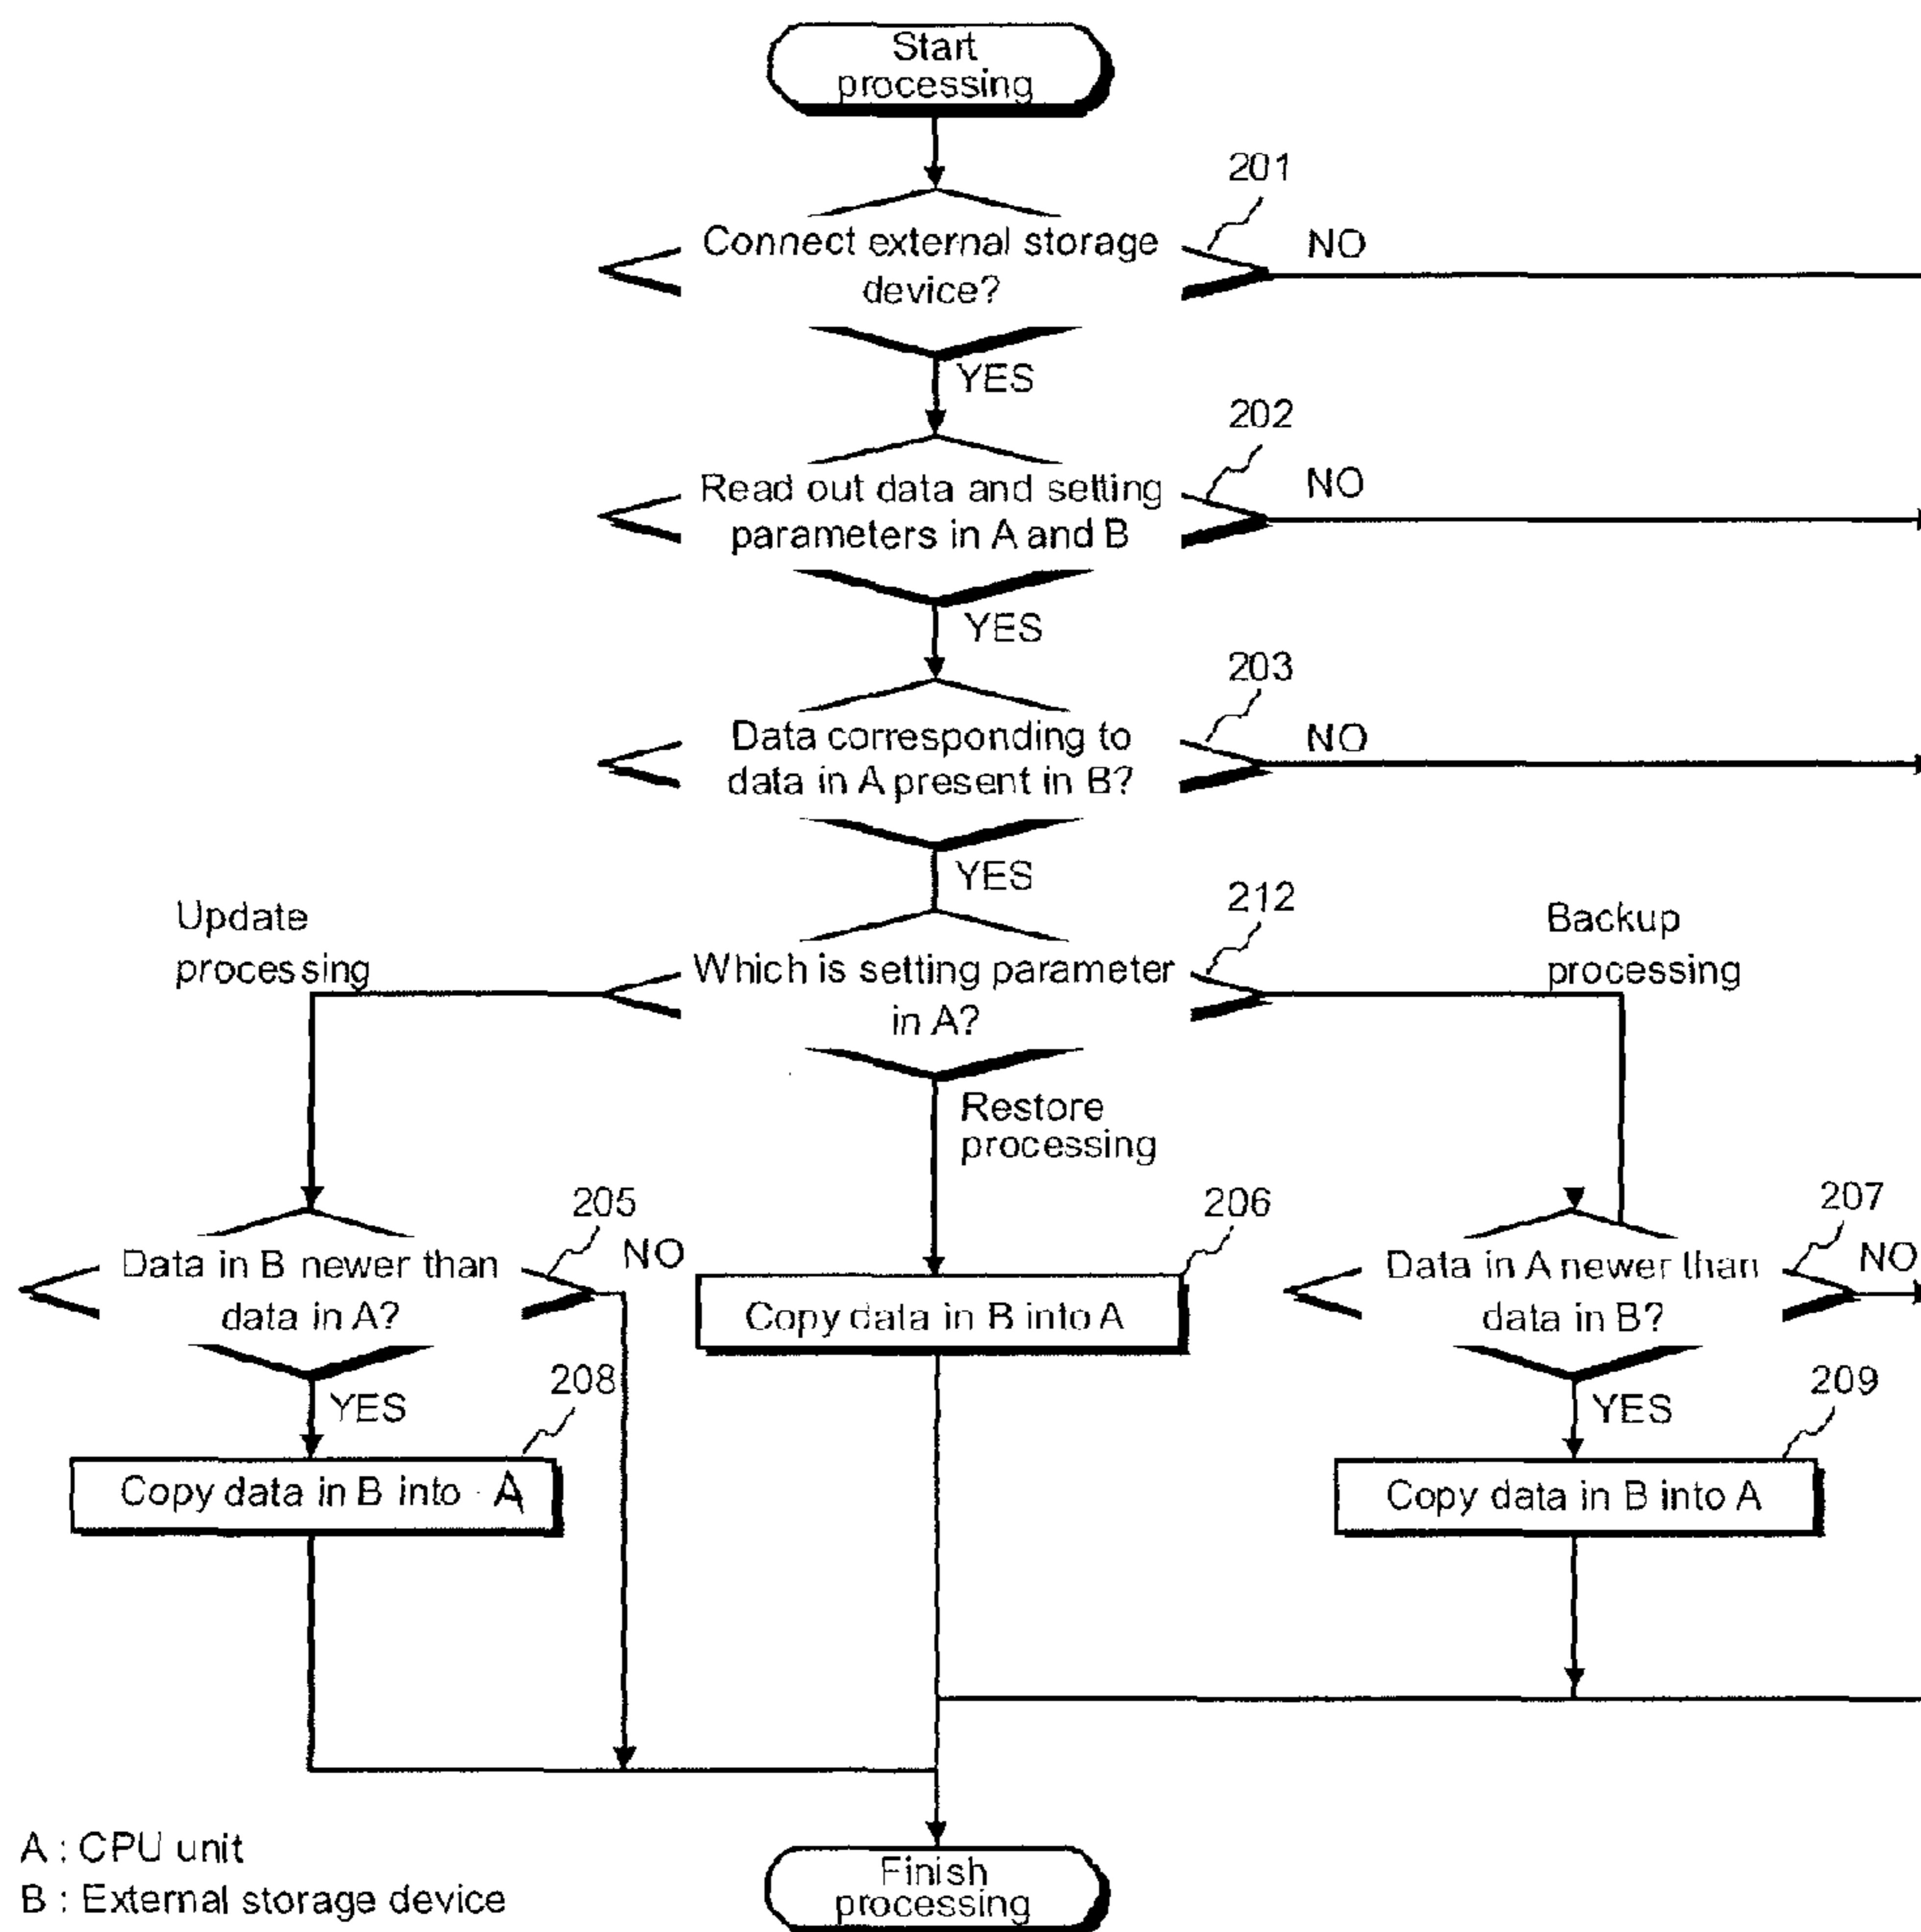 Start
processing
201
Connect external storage
device?
NO
YES
202
Read out data and setting
parameters in A and B
NO
YES
203
Data corresponding to
data in A present in B?
NO
YES
212
Update
processing
Which is setting parameter
in A?
Backup
processing
Restore
processing
205
Data in B newer than
data in A?
NO
206
Copy data in B into A
207
Data in A newer than
data in B?
NO
YES
208
Copy data in B into A
YES
209
Copy data in B into A
A : CPU unit
B : External storage device
Finish
processing